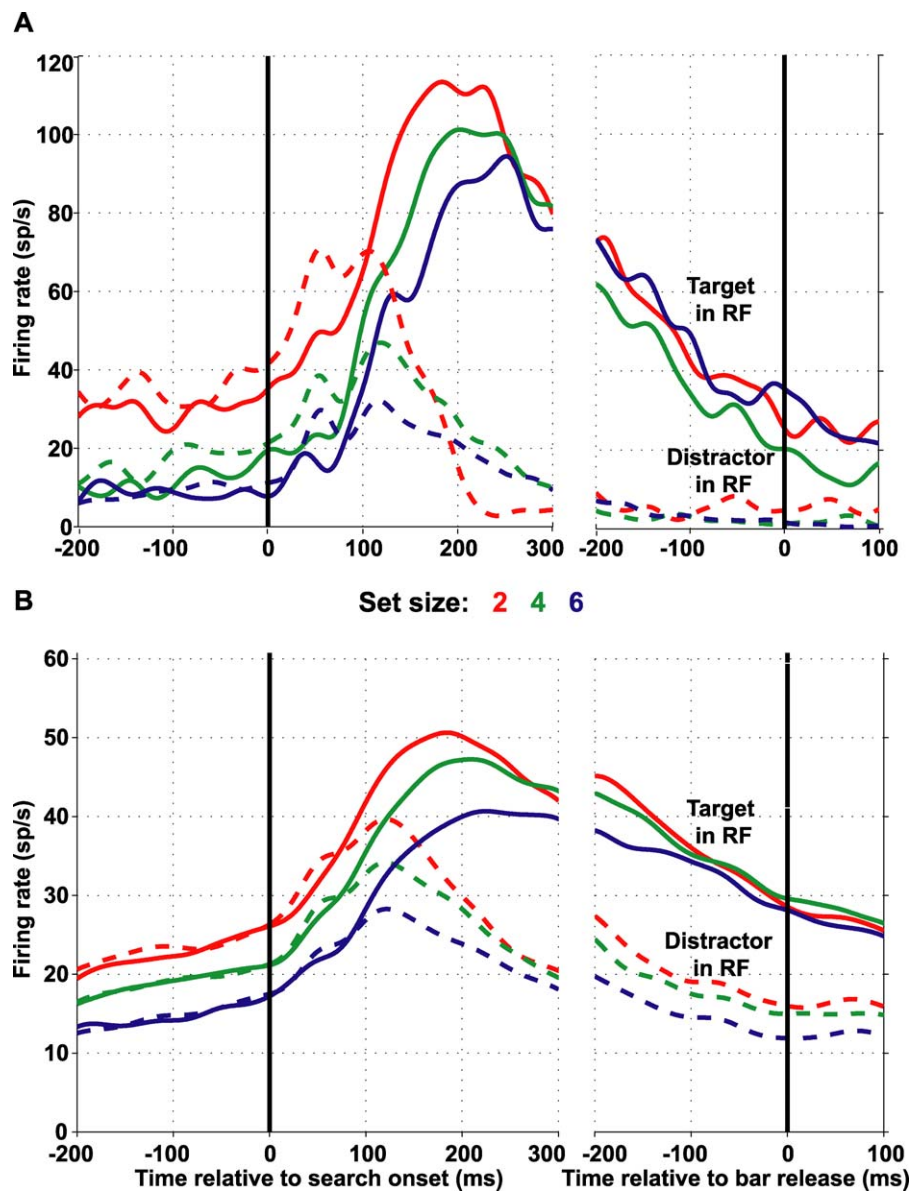 A
120
100
80
60
40
20
0
Firing rate (sp/s)
-200 -100 0 100 200 300
Target
in RF
Distractor
in RF
-200 -100 0 100
B
Set size: 2 4 6
60
50
40
30
20
10
0
Firing rate (sp/s)
-200 -100 0 100 200 300
Time relative to search onset (ms)
Target
in RF
Distractor
in RF
-200 -100 0 100
Time relative to bar release (ms)